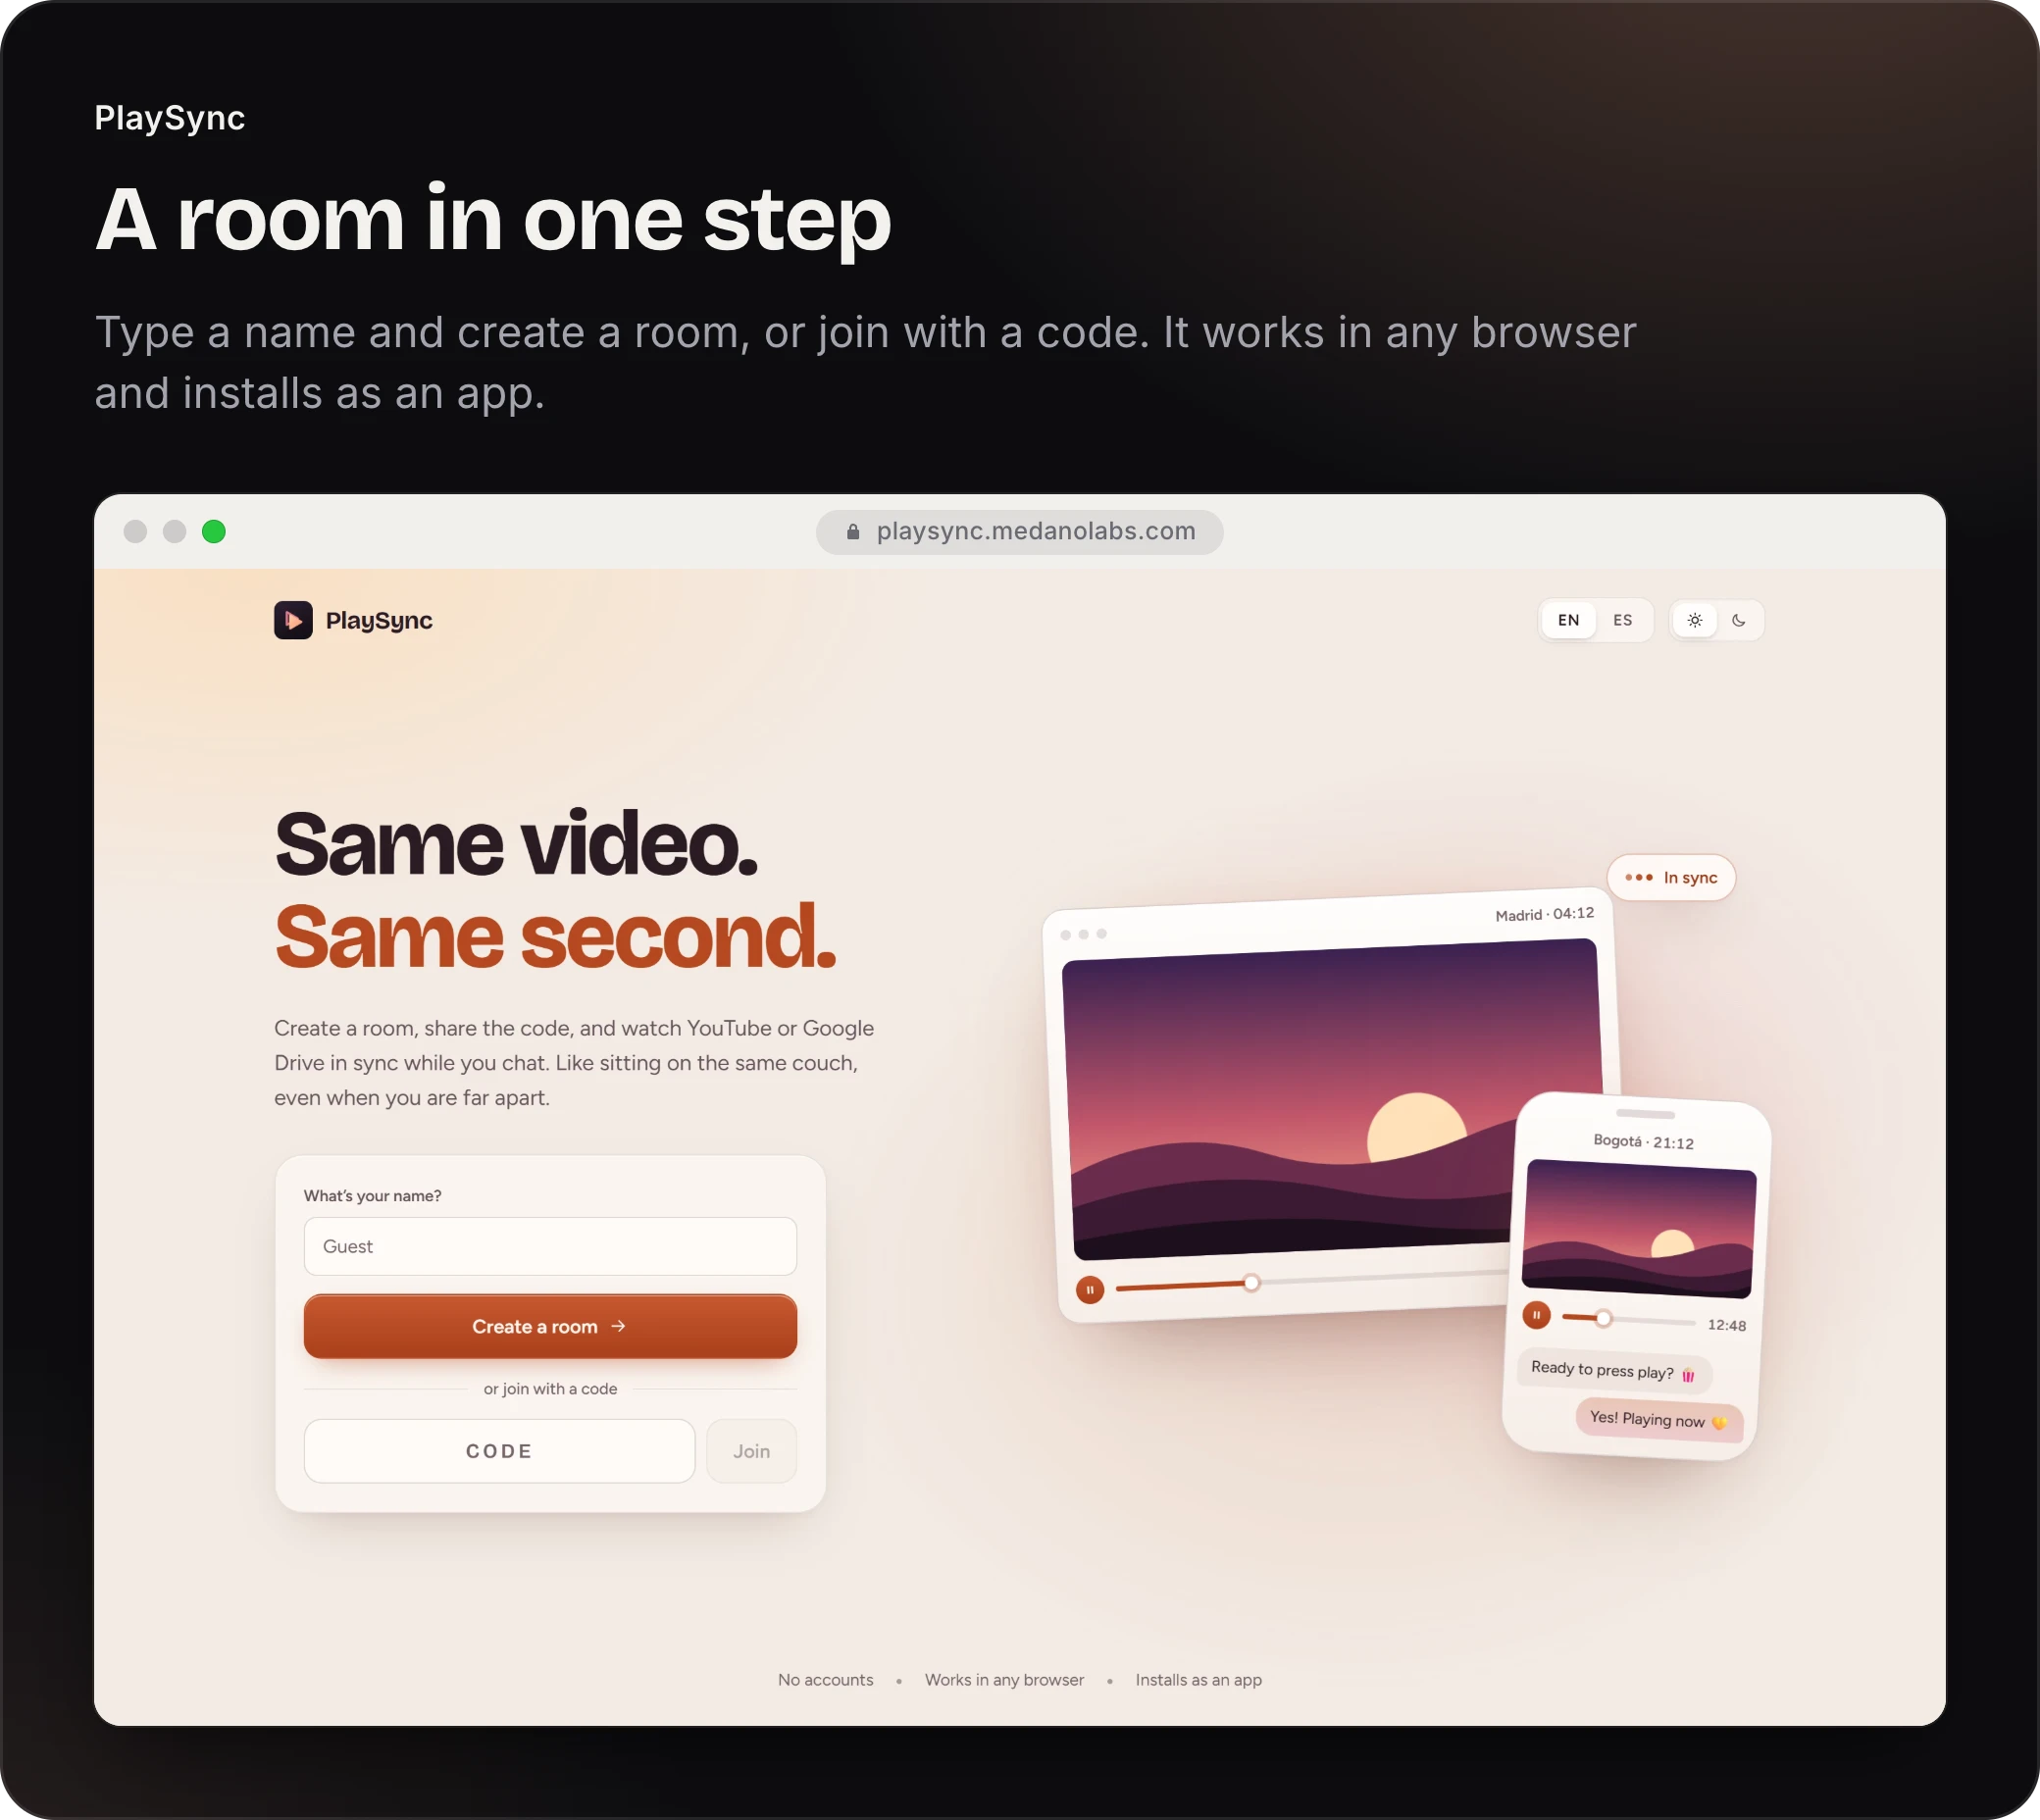 PlaySync
A room in one step
Type a name and create a room, or join with a code. It works in any browser
and installs as an app.
playsync.medanolabs.com
PlaySync
EN ES
Same video.
Same second.
Create a room, share the code, and watch YouTube or Google
Drive in sync while you chat. Like sitting on the same couch,
even when you are far apart.
What's your name?
Guest
Create a room →
or join with a code
CODE
Join
In sync
Madrid · 04:12
Bogotá · 21:12
12:48
Ready to press play? 🍿
Yes! Playing now 🧡
No accounts • Works in any browser • Installs as an app